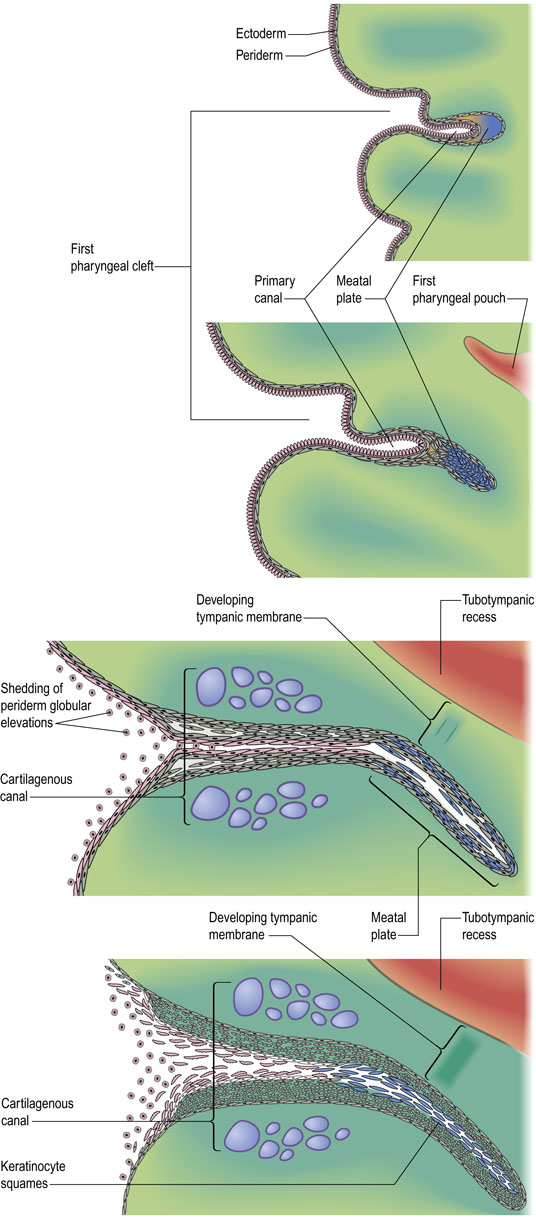 Ectoderm
Periderm
First
pharyngeal cleft
Primary
canal
Meatal
plate
First
pharyngeal pouch
Developing
tympanic membrane
Tubotympanic
recess
Shedding of
periderm globular
elevations
Cartilagenous
canal
Developing tympanic
membrane
Meatal
plate
Tubotympanic
recess
Cartilagenous
canal
Keratinocyte
squames